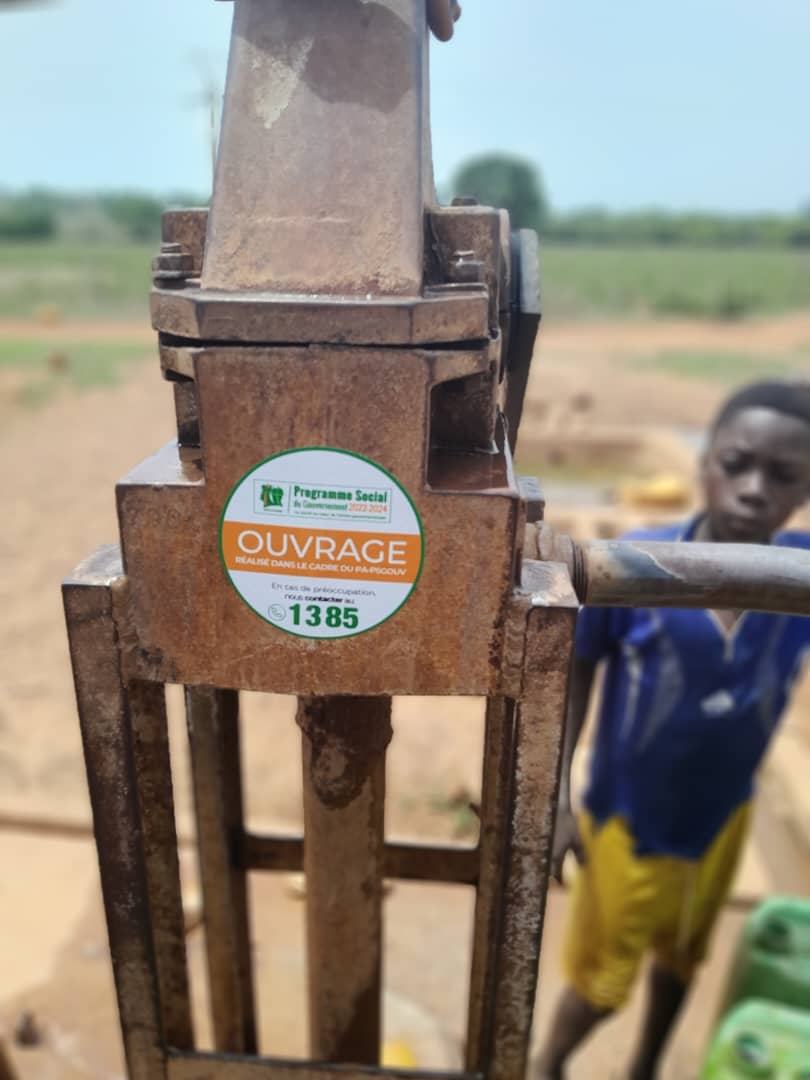 Programme Social
du Gouvernement 2022-2024
OUVRAGE
RÉALISÉ DANS LE CADRE DU PA-PSGOUV
En cas de préoccupation,
nous contacter au
1385